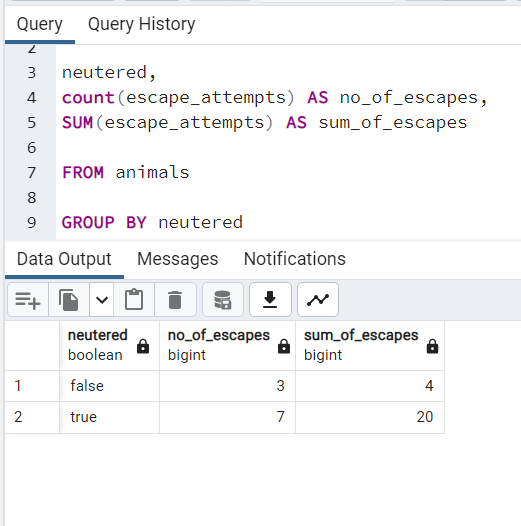 Query Query History
2
3 neutered,
4 count(escape_attempts) AS no_of_escapes,
5 SUM(escape_attempts) AS sum_of_escapes
6
7 FROM animals
8
9 GROUP BY neutered
Data Output Messages Notifications
neutered no_of_escapes sum_of_escapes
boolean bigint bigint
1 false 3 4
2 true 7 20